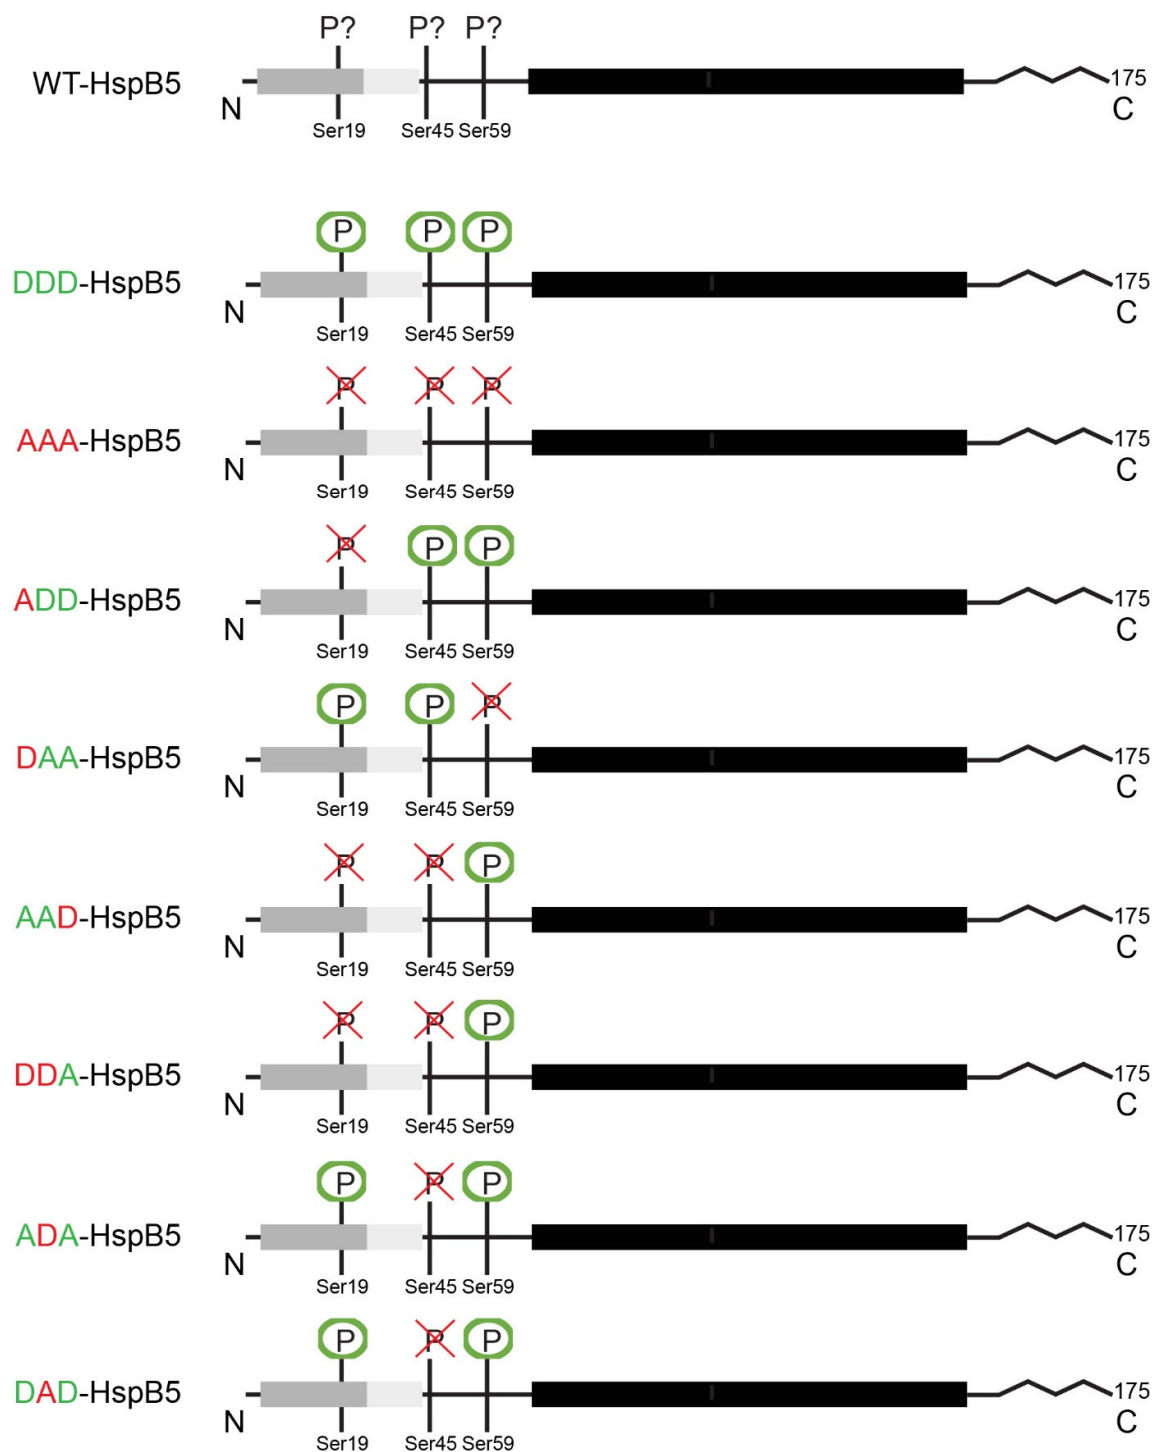 P? P? P?
WT-HspB5 175
N C
Ser19 Ser45 Ser59
P P P
DDD-HspB5 175
N C
Ser19 Ser45 Ser59
P P P
AAA-HspB5 175
N C
Ser19 Ser45 Ser59
P P P
ADD-HspB5 175
N C
Ser19 Ser45 Ser59
P P P
DAA-HspB5 175
N C
Ser19 Ser45 Ser59
P P P
AAD-HspB5 175
N C
Ser19 Ser45 Ser59
P P P
DDA-HspB5 175
N C
Ser19 Ser45 Ser59
P P P
ADA-HspB5 175
N C
Ser19 Ser45 Ser59
P P P
DAD-HspB5 175
N C
Ser19 Ser45 Ser59